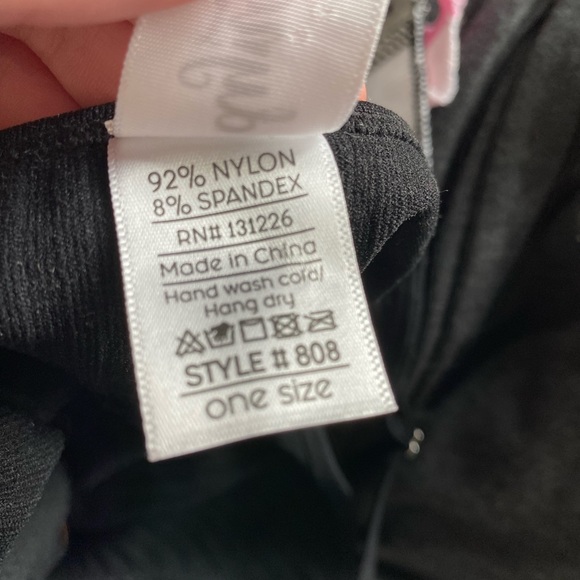 92% NYLON
8% SPANDEX
RN# 131226
Made in China
Hand wash cold/
Hang dry
STYLE # 808
one size